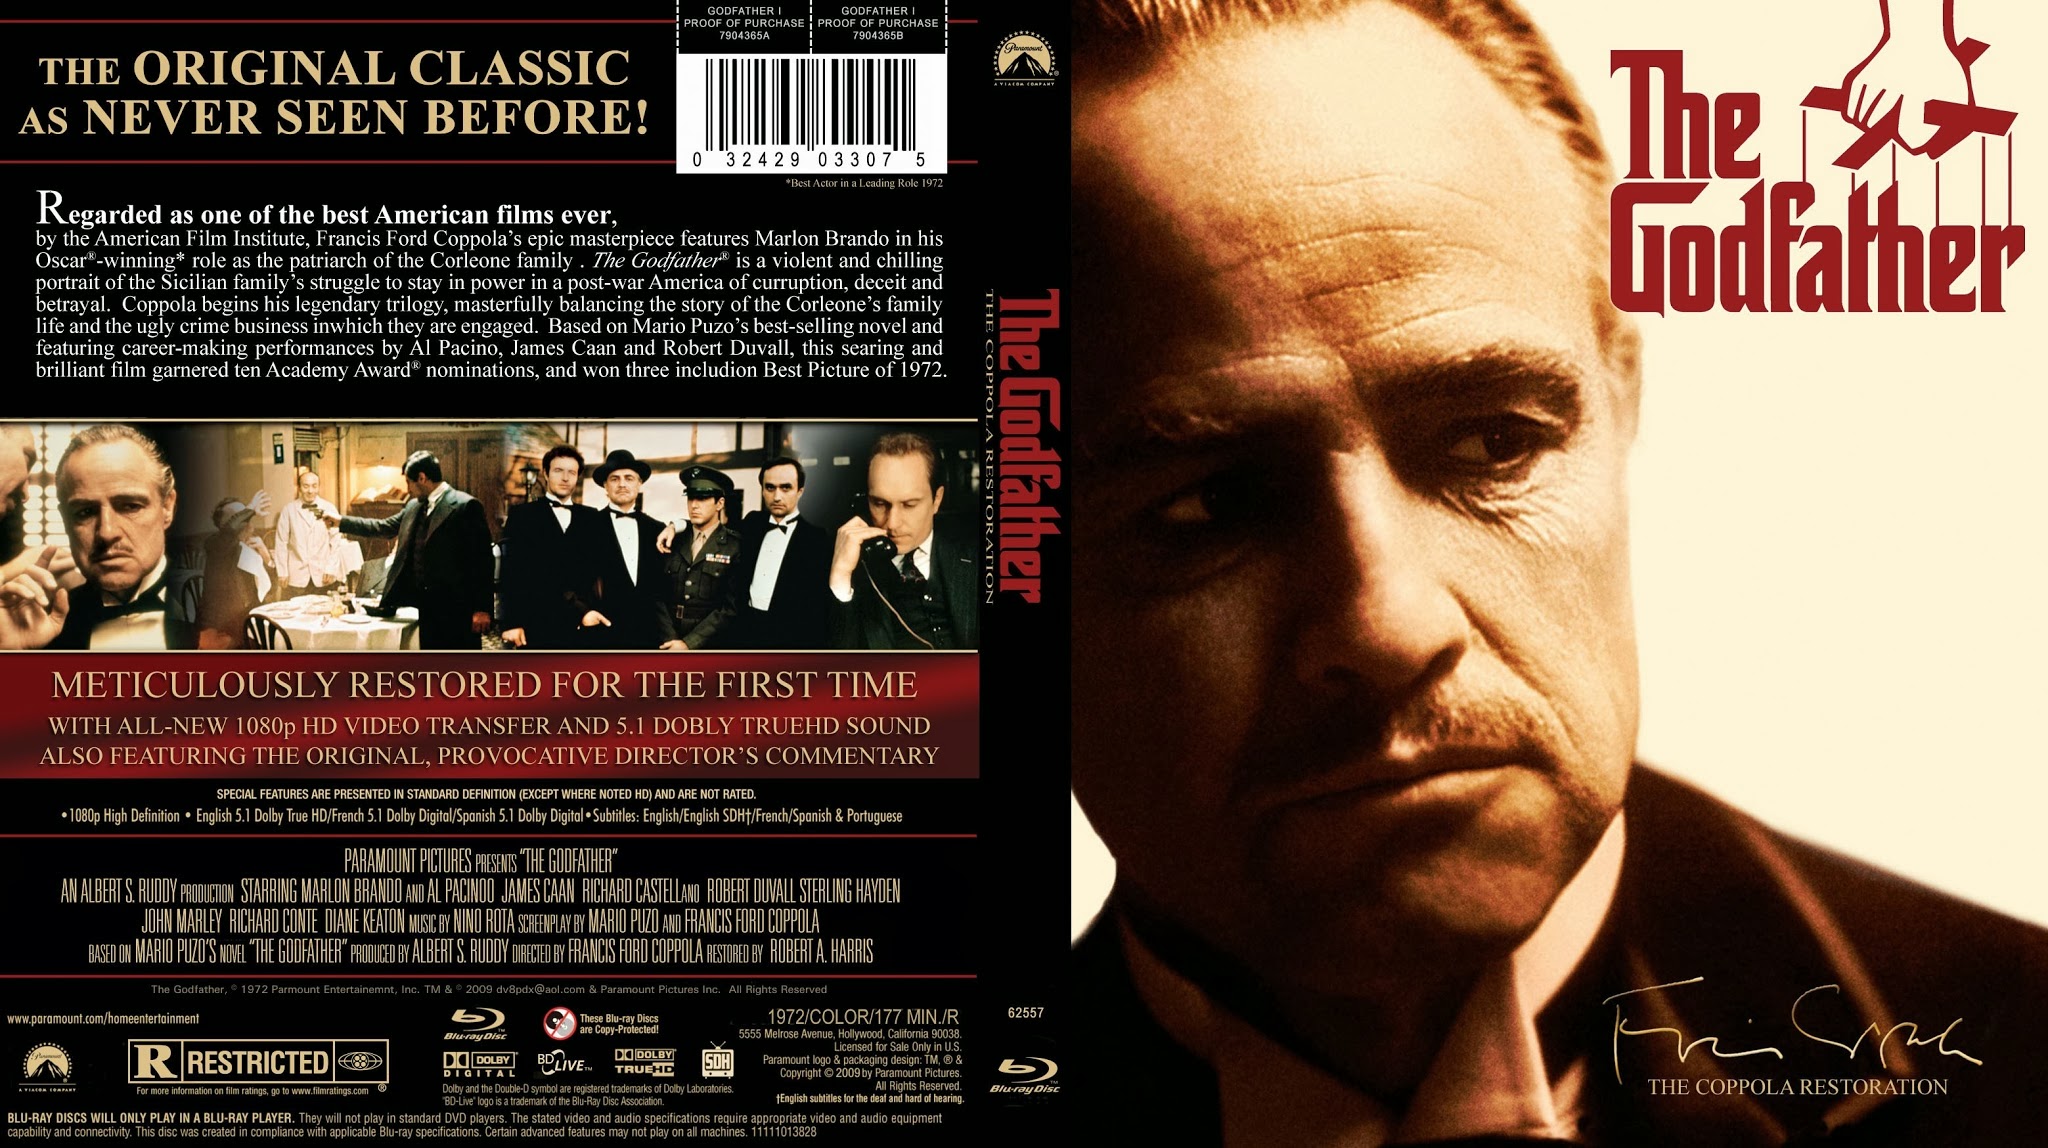 GODFATHER I
PROOF OF PURCHASE
7904365A
GODFATHER I
PROOF OF PURCHASE
7904365B
THE ORIGINAL CLASSIC
AS NEVER SEEN BEFORE!
0 32429 03307 5
*Best Actor in a Leading Role 1972
Regarded as one of the best American films ever,
by the American Film Institute, Francis Ford Coppola's epic masterpiece features Marlon Brando in his
Oscar®-winning* role as the patriarch of the Corleone family . The Godfather® is a violent and chilling
portrait of the Sicilian family's struggle to stay in power in a post-war America of curruption, deceit and
betrayal. Coppola begins his legendary trilogy, masterfully balancing the story of the Corleone's family
life and the ugly crime business inwhich they are engaged. Based on Mario Puzo's best-selling novel and
featuring career-making performances by Al Pacino, James Caan and Robert Duvall, this searing and
brilliant film garnered ten Academy Award® nominations, and won three includion Best Picture of 1972.
METICULOUSLY RESTORED FOR THE FIRST TIME
WITH ALL-NEW 1080p HD VIDEO TRANSFER AND 5.1 DOBLY TRUEHD SOUND
ALSO FEATURING THE ORIGINAL, PROVOCATIVE DIRECTOR'S COMMENTARY
SPECIAL FEATURES ARE PRESENTED IN STANDARD DEFINITION (EXCEPT WHERE NOTED HD) AND ARE NOT RATED.
•1080p High Definition • English 5.1 Dolby True HD/French 5.1 Dolby Digital/Spanish 5.1 Dolby Digital•Subtitles: English/English SDH†/French/Spanish & Portuguese
PARAMOUNT PICTURES PRESENTS "THE GODFATHER"
AN ALBERT S. RUDDY PRODUCTION STARRING MARLON BRANDO AND AL PACINOO JAMES CAAN RICHARD CASTELLANO ROBERT DUVALL STERLING HAYDEN
JOHN MARLEY RICHARD CONTE DIANE KEATON MUSIC BY NINO ROTA SCREENPLAY BY MARIO PUZO AND FRANCIS FORD COPPOLA
BASED ON MARIO PUZO'S NOVEL "THE GODFATHER" PRODUCED BY ALBERT S. RUDDY DIRECTED BY FRANCIS FORD COPPOLA RESTORED BY ROBERT A. HARRIS
The Godfather, © 1972 Parmount Entertainemnt, Inc. TM & © 2009 dv8pdx@aol.com & Paramount Pictures Inc. All Rights Reserved
www.paramount.com/homeentertainment
Paramount
A VIACOM COMPANY
R RESTRICTED
®
For more information on film ratings, go to www.filmratings.com
Blu-ray Disc
These Blu-ray Discs
are Copy-Protected!
DOLBY
DIGITAL
BD LIVE™
DOLBY
TRUEHD
SDH
Dolby and the Double-D symbol are registered trademarks of Dolby Laboratories.
"BD-Live" logo is a trademark of the Blu-Ray Disc Association.
1972/COLOR/177 MIN./R
5555 Melrose Avenue, Hollywood, California 90038.
Licensed for Sale Only in U.S.
Paramount logo & packaging design: TM, ® &
Copyright © 2009 by Paramount Pictures.
All Rights Reserved.
†English subtitles for the deaf and hard of hearing.
BLU-RAY DISCS WILL ONLY PLAY IN A BLU-RAY PLAYER. They will not play in standard DVD players. The stated video and audio specifications require appropriate video and audio equipment
capability and connectivity. This disc was created in compliance with applicable Blu-ray specifications. Certain advanced features may not play on all machines. 11111013828
Paramount
A VIACOM COMPANY
The Godfather
THE COPPOLA RESTORATION
62557
Blu-ray Disc
The
Godfather
THE COPPOLA RESTORATION